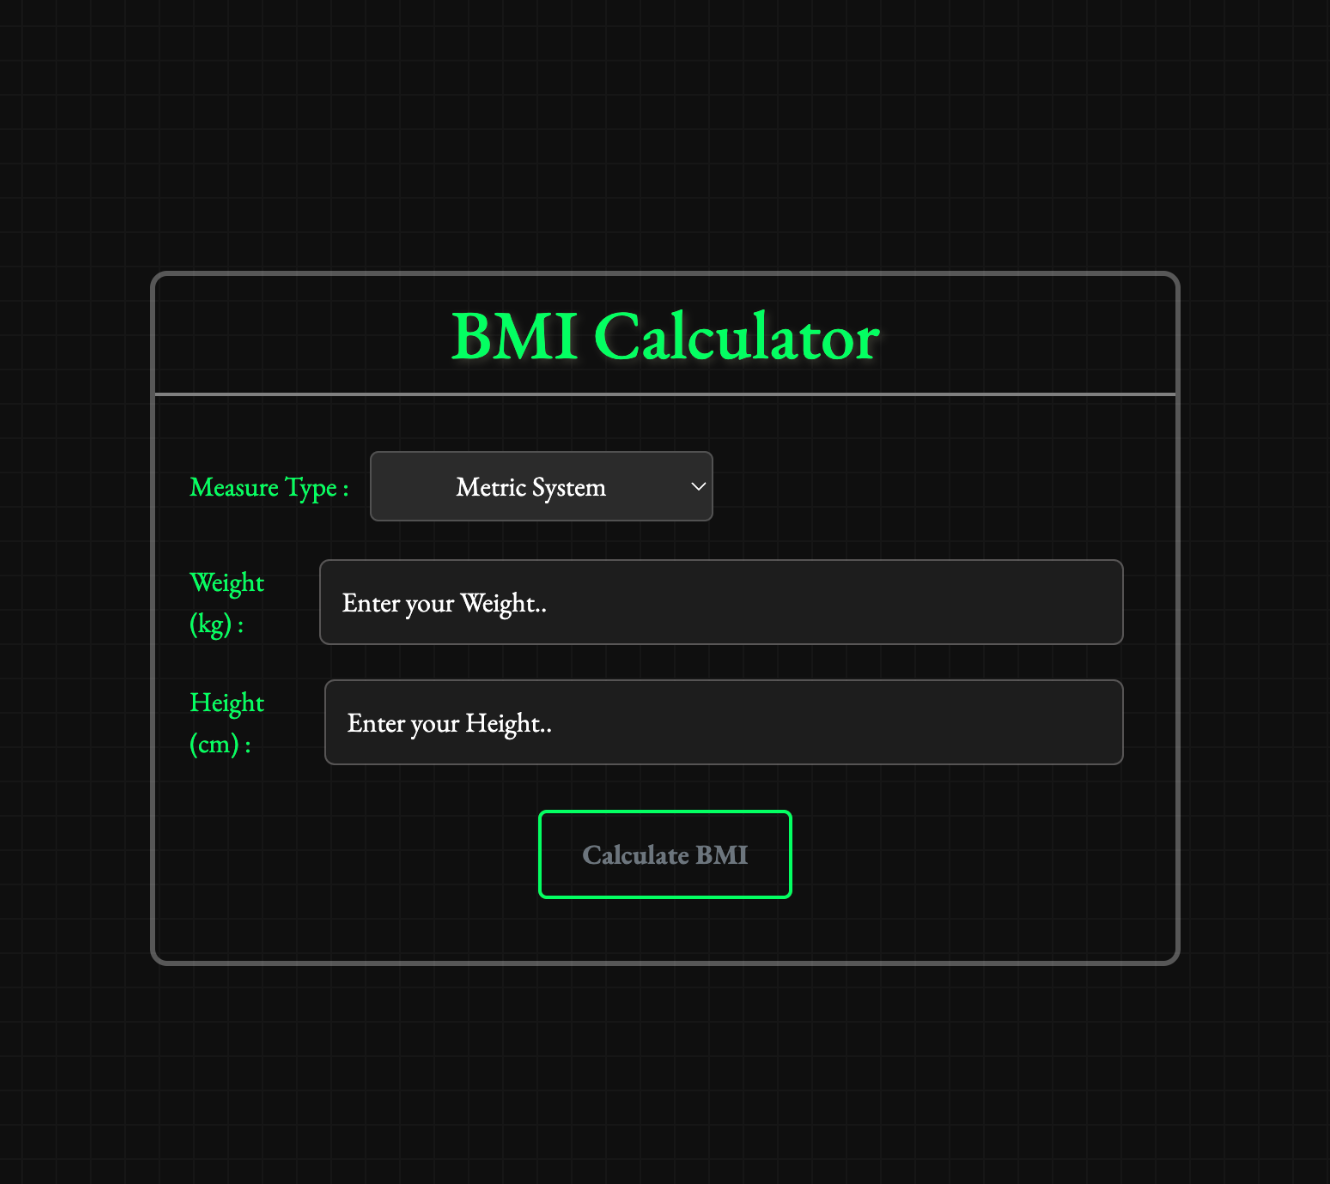 BMI Calculator
Measure Type :
Metric System
Weight
(kg) :
Enter your Weight..
Height
(cm) :
Enter your Height..
Calculate BMI